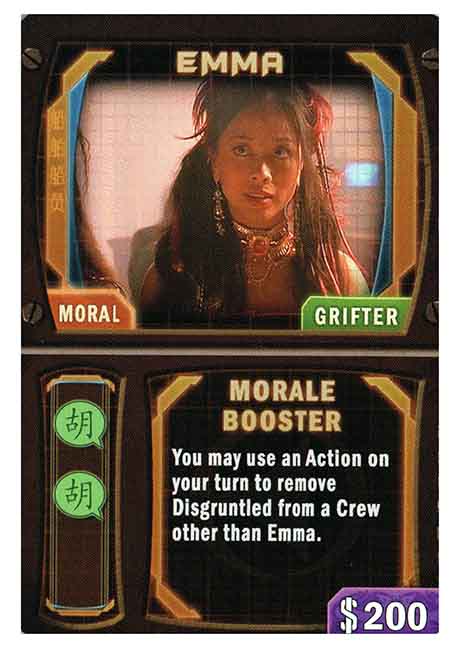 EMMA
MORAL
GRIFTER
胡
胡
MORALE
BOOSTER
You may use an Action on
your turn to remove
Disgruntled from a Crew
other than Emma.
$200